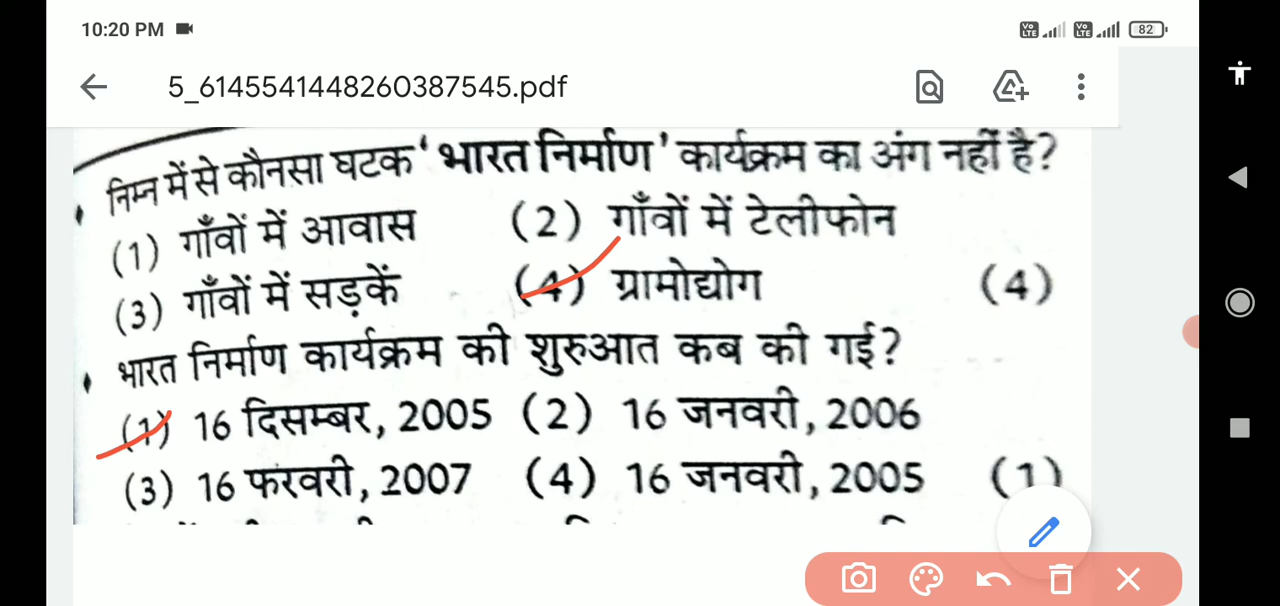 10:20 PM
82
5_6145541448260387545.pdf
निम्न में से कौनसा घटक ‘भारत निर्माण’ कार्यक्रम का अंग नहीं है?
(1) गाँवों में आवास (2) गाँवों में टेलीफोन
(3) गाँवों में सड़कें (4) ग्रामोद्योग (4)
भारत निर्माण कार्यक्रम की शुरुआत कब की गई?
(1) 16 दिसम्बर, 2005 (2) 16 जनवरी, 2006
(3) 16 फरवरी, 2007 (4) 16 जनवरी, 2005 (1)